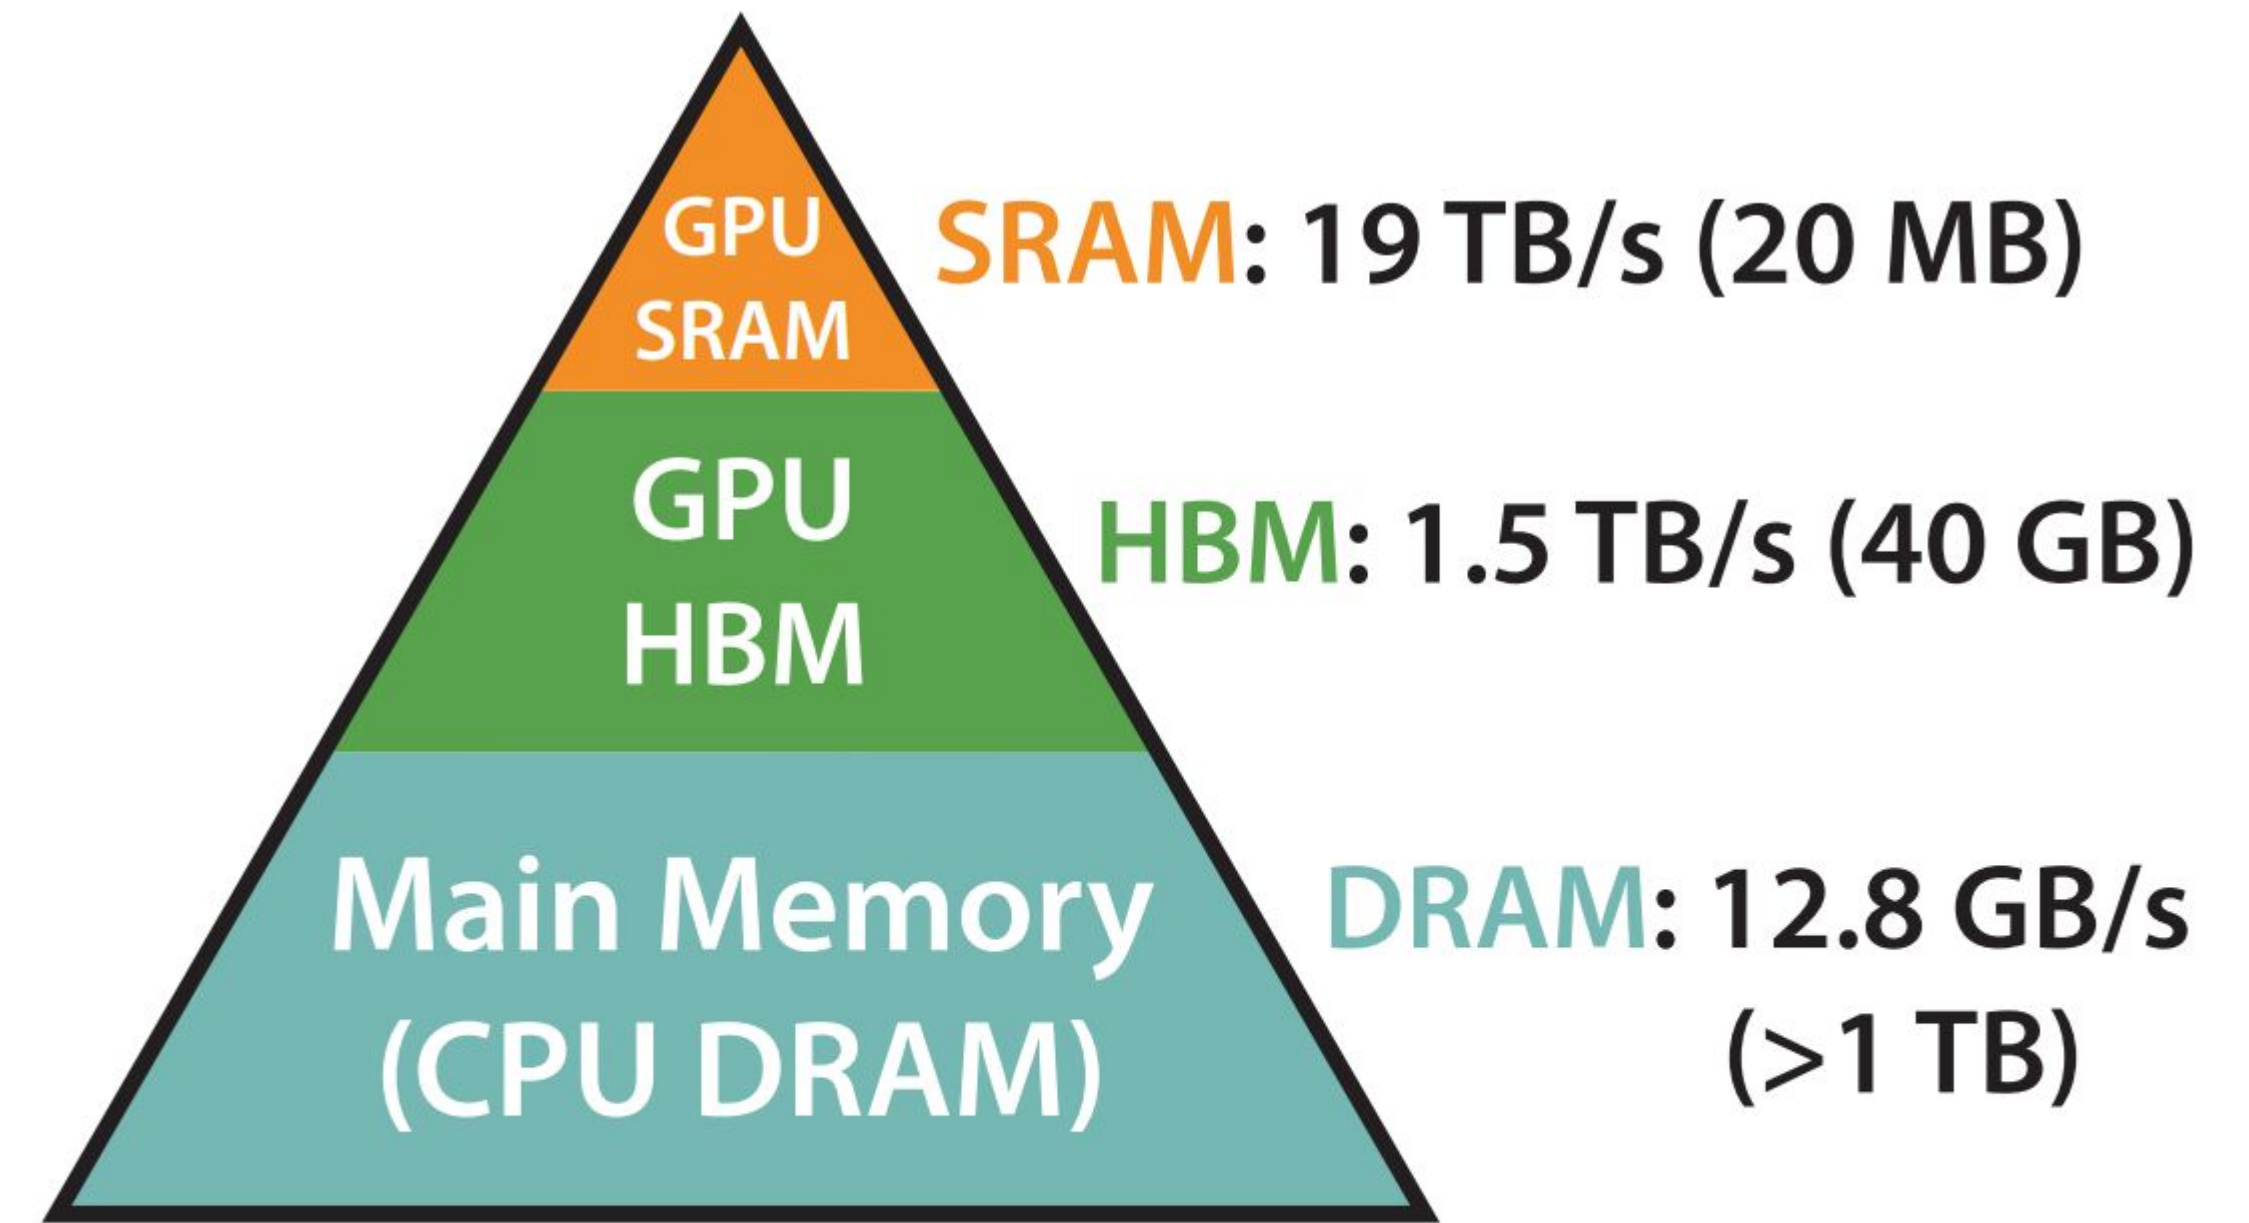 GPU
SRAM
SRAM: 19 TB/s (20 MB)
GPU
HBM
HBM: 1.5 TB/s (40 GB)
Main Memory
(CPU DRAM)
DRAM: 12.8 GB/s
(>1 TB)